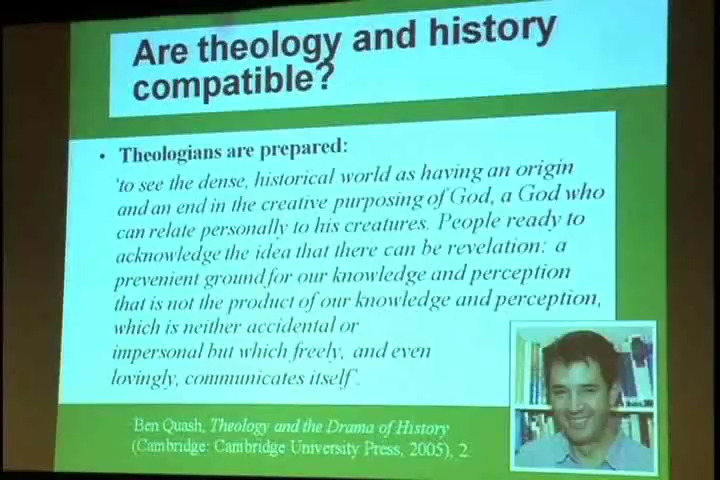 Are theology and history
compatible?
• Theologians are prepared:
'to see the dense, historical world as having an origin
and an end in the creative purposing of God, a God who
can relate personally to his creatures. People ready to
acknowledge the idea that there can be revelation: a
prevenient ground for our knowledge and perception
that is not the product of our knowledge and perception,
which is neither accidental or
impersonal but which freely, and even
lovingly, communicates itself'.
Ben Quash, Theology and the Drama of History
(Cambridge: Cambridge University Press, 2005), 2.